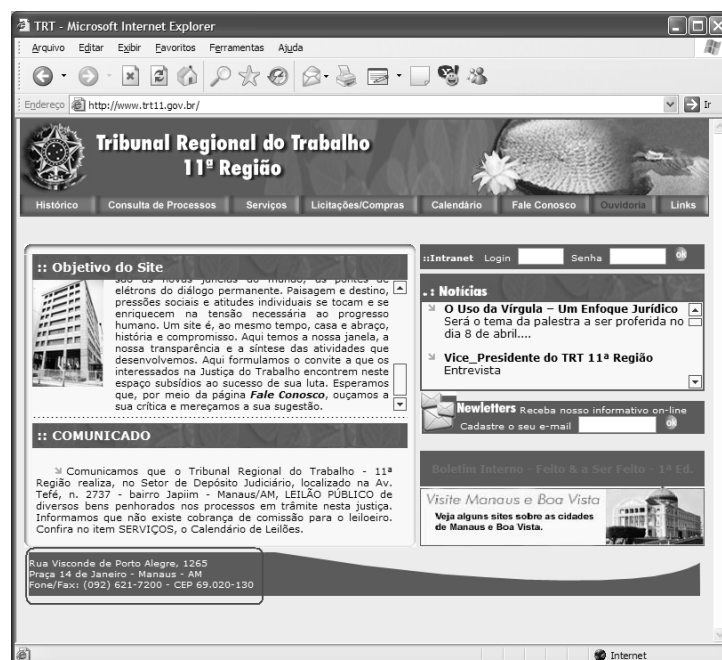 TRT - Microsoft Internet Explorer
Arquivo Editar Exibir Favoritos Ferramentas Ajuda
Endereço http://www.trt11.gov.br/ Ir
Tribunal Regional do Trabalho
11ª Região
Histórico Consulta de Processos Serviços Licitações/Compras Calendário Fale Conosco Ouvidoria Links
:: Objetivo do Site
são as novas janelas do mundo, as pontes de
elétrons do diálogo permanente. Paisagem e destino,
pressões sociais e atitudes individuais se tocam e se
enriquecem na tensão necessária ao progresso
humano. Um site é, ao mesmo tempo, casa e abraço,
história e compromisso. Aqui temos a nossa janela, a
nossa transparência e a síntese das atividades que
desenvolvemos. Aqui formulamos o convite a que os
interessados na Justiça do Trabalho encontrem neste
espaço subsídios ao sucesso de sua luta. Esperamos
que, por meio da página Fale Conosco, ouçamos a
sua crítica e mereçamos a sua sugestão.
:: COMUNICADO
Comunicamos que o Tribunal Regional do Trabalho - 11ª
Região realiza, no Setor de Depósito Judiciário, localizado na Av.
Tefé, n. 2737 - bairro Japiim - Manaus/AM, LEILÃO PÚBLICO de
diversos bens penhorados nos processos em trâmite nesta justiça.
Informamos que não existe cobrança de comissão para o leiloeiro.
Confira no item SERVIÇOS, o Calendário de Leilões.
::Intranet Login Senha ok
.: Notícias
O Uso da Vírgula – Um Enfoque Jurídico
Será o tema da palestra a ser proferida no
dia 8 de abril....
Vice_Presidente do TRT 11ª Região
Entrevista
Newletters Receba nosso informativo on-line
Cadastre o seu e-mail ok
Boletim Interno - Feito & a Ser Feito - 1ª Ed.
Visite Manaus e Boa Vista
Veja alguns sites sobre as cidades
de Manaus e Boa Vista.
Rua Visconde de Porto Alegre, 1265
Praça 14 de Janeiro - Manaus - AM
Fone/Fax: (092) 621-7200 - CEP 69.020-130
Internet